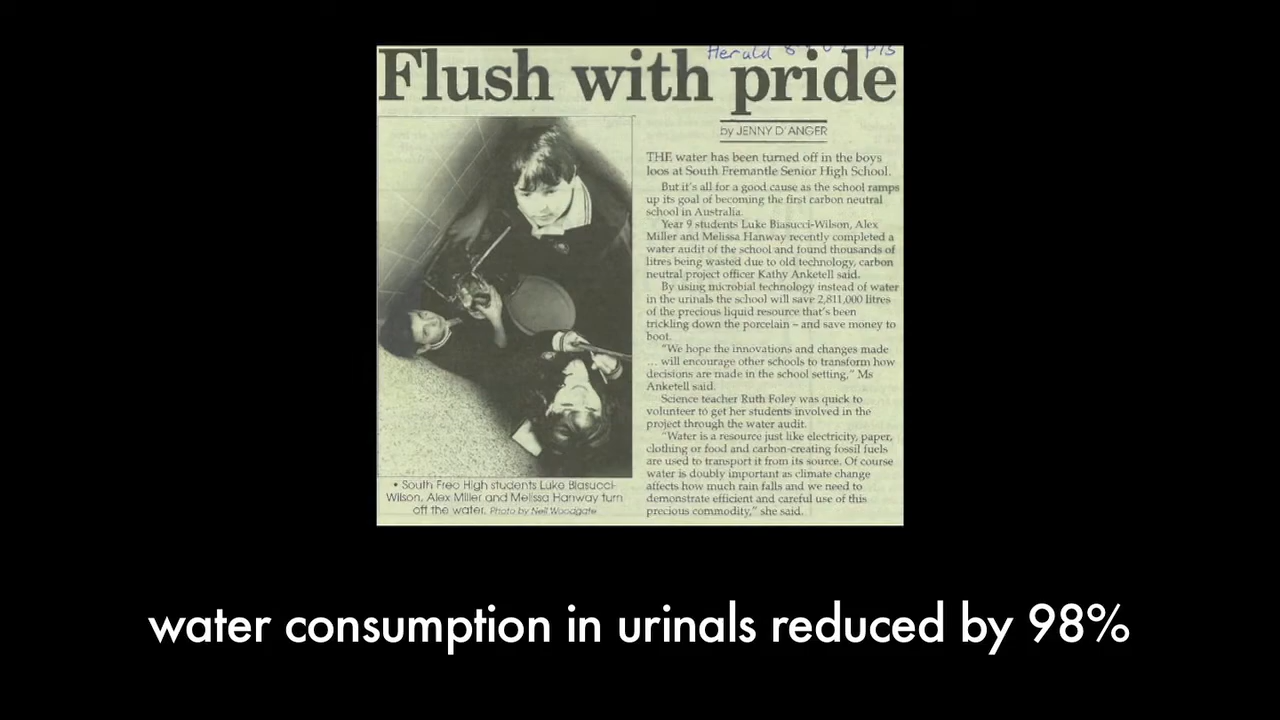 Herald
Flush with pride
by JENNY D'ANGER
THE water has been turned off in the boys
loos at South Fremantle Senior High School.
But it's all for a good cause as the school ramps
up its goal of becoming the first carbon neutral
school in Australia.
Year 9 students Luke Biasucci-Wilson, Alex
Miller and Melissa Hanway recently completed a
water audit of the school and found thousands of
litres being wasted due to old technology, carbon
neutral project officer Kathy Anketell said.
By using microbial technology instead of water
in the urinals the school will save 2,811,000 litres
of the precious liquid resource that's been
trickling down the porcelain – and save money to
boot.
"We hope the innovations and changes made
... will encourage other schools to transform how
decisions are made in the school setting," Ms
Anketell said.
Science teacher Ruth Foley was quick to
volunteer to get her students involved in the
project through the water audit.
"Water is a resource just like electricity, paper,
clothing or food and carbon-creating fossil fuels
are used to transport it from its source. Of course
water is doubly important as climate change
affects how much rain falls and we need to
demonstrate efficient and careful use of this
precious commodity," she said.
• South Freo High students Luke Biasucci-
Wilson, Alex Miller and Melissa Hanway turn
off the water. Photo by Neil Woodgate
water consumption in urinals reduced by 98%